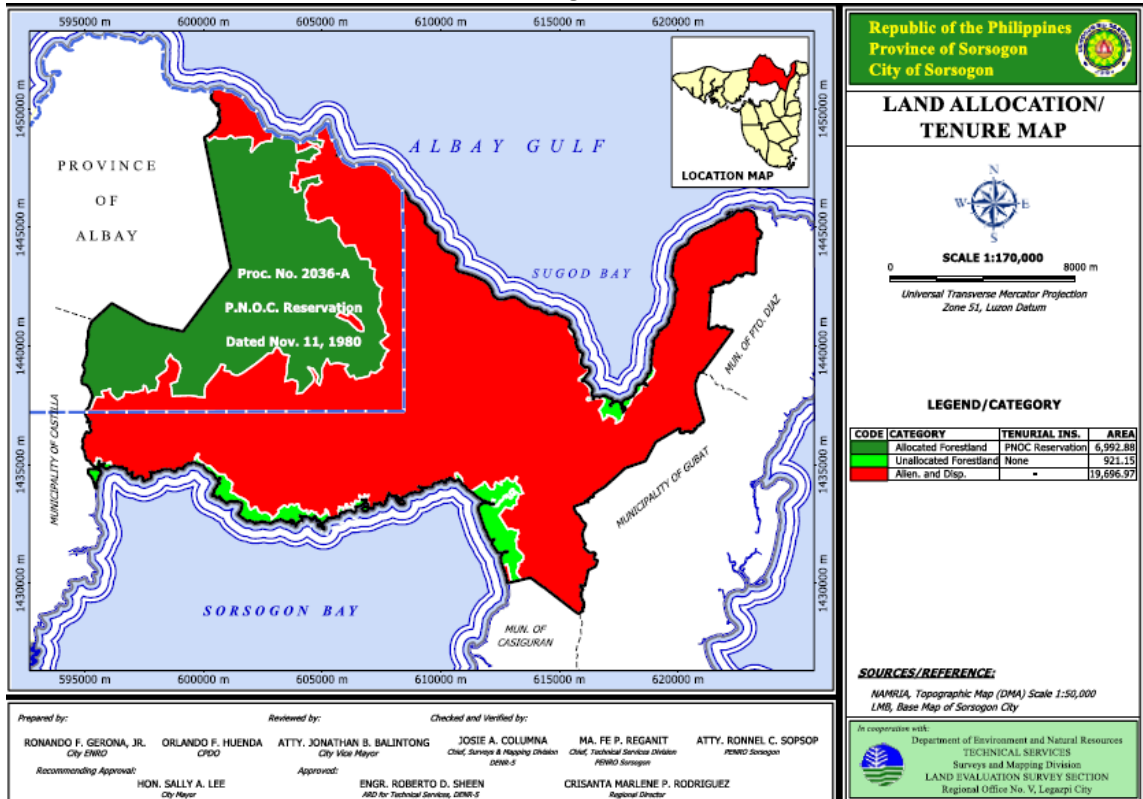 595000 m 600000 m 605000 m 610000 m 615000 m 620000 m
1450000 m
1445000 m
1440000 m
1435000 m
1430000 m
PROVINCE
OF
ALBAY
ALBAY GULF
LOCATION MAP
SUGOD BAY
Proc. No. 2036-A
P.N.O.C. Reservation
Dated Nov. 11, 1980
MUN. OF PTO. DIAZ
MUNICIPALITY OF CASTILLA
MUNICIPALITY OF GUBAT
SORSOGON BAY
MUN. OF
CASIGURAN
1450000 m
1445000 m
1440000 m
1435000 m
1430000 m
595000 m 600000 m 605000 m 610000 m 615000 m 620000 m
Republic of the Philippines
Province of Sorsogon
City of Sorsogon
LAND ALLOCATION/
TENURE MAP
N
W E
S
SCALE 1:170,000
0 8000 m
Universal Transverse Mercator Projection
Zone 51, Luzon Datum
LEGEND/CATEGORY
CODE CATEGORY TENURIAL INS. AREA
Allocated Forestland PNOC Reservation 6,992.88
Unallocated Forestland None 921.15
Alien. and Disp. - 19,696.97
SOURCES/REFERENCE:
NAMRIA, Topographic Map (DMA) Scale 1:50,000
LMB, Base Map of Sorsogon City
In cooperation with:
Department of Environment and Natural Resources
TECHNICAL SERVICES
Surveys and Mapping Division
LAND EVALUATION SURVEY SECTION
Regional Office No. V, Legazpi City
Prepared by: Reviewed by: Checked and Verified by:
RONANDO F. GERONA, JR. ORLANDO F. HUENDA ATTY. JONATHAN B. BALINTONG JOSIE A. COLUMNA MA. FE P. REGANIT ATTY. RONNEL C. SOPSOP
City ENRO CPDO City Vice Mayor Chief, Surveys & Mapping Division Chief, Technical Services Division PENRO Sorsogon
DENR-5 PENRO Sorsogon
Recommending Approval: Approved:
HON. SALLY A. LEE ENGR. ROBERTO D. SHEEN CRISANTA MARLENE P. RODRIGUEZ
City Mayor ARD for Technical Services, DENR-5 Regional Director